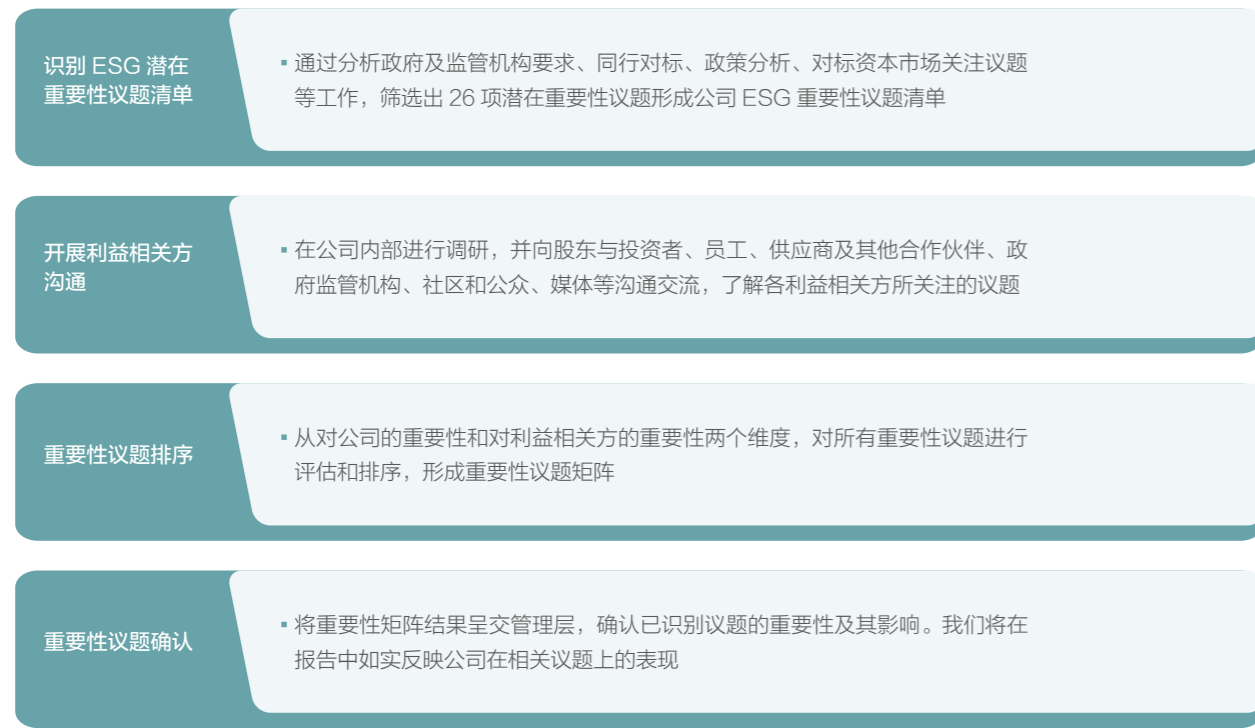 识别 ESG 潜在
重要性议题清单
▪ 通过分析政府及监管机构要求、同行对标、政策分析、对标资本市场关注议题
等工作，筛选出 26 项潜在重要性议题形成公司 ESG 重要性议题清单
开展利益相关方
沟通
▪ 在公司内部进行调研，并向股东与投资者、员工、供应商及其他合作伙伴、政
府监管机构、社区和公众、媒体等沟通交流，了解各利益相关方所关注的议题
重要性议题排序
▪ 从对公司的重要性和对利益相关方的重要性两个维度，对所有重要性议题进行
评估和排序，形成重要性议题矩阵
重要性议题确认
▪ 将重要性矩阵结果呈交管理层，确认已识别议题的重要性及其影响。我们将在
报告中如实反映公司在相关议题上的表现